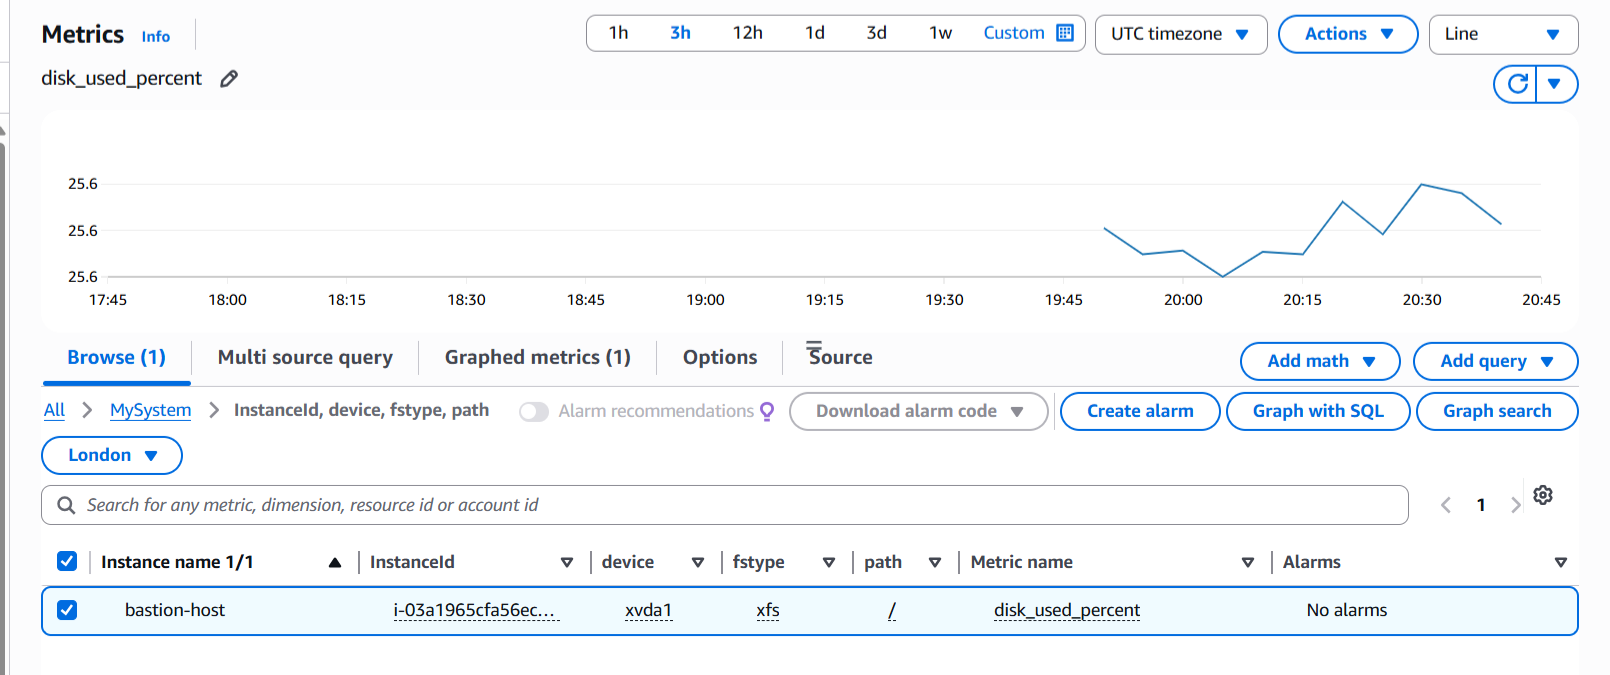 Metrics Info 1h 3h 12h 1d 3d 1w Custom UTC timezone Actions Line
disk_used_percent
25.6
25.6
25.6
17:45 18:00 18:15 18:30 18:45 19:00 19:15 19:30 19:45 20:00 20:15 20:30 20:45
Browse (1) Multi source query Graphed metrics (1) Options Source Add math Add query
All MySystem InstanceId, device, fstype, path Alarm recommendations Download alarm code Create alarm Graph with SQL Graph search
London
Search for any metric, dimension, resource id or account id 1
Instance name 1/1 InstanceId device fstype path Metric name Alarms
bastion-host i-03a1965cfa56ec... xvda1 xfs / disk_used_percent No alarms